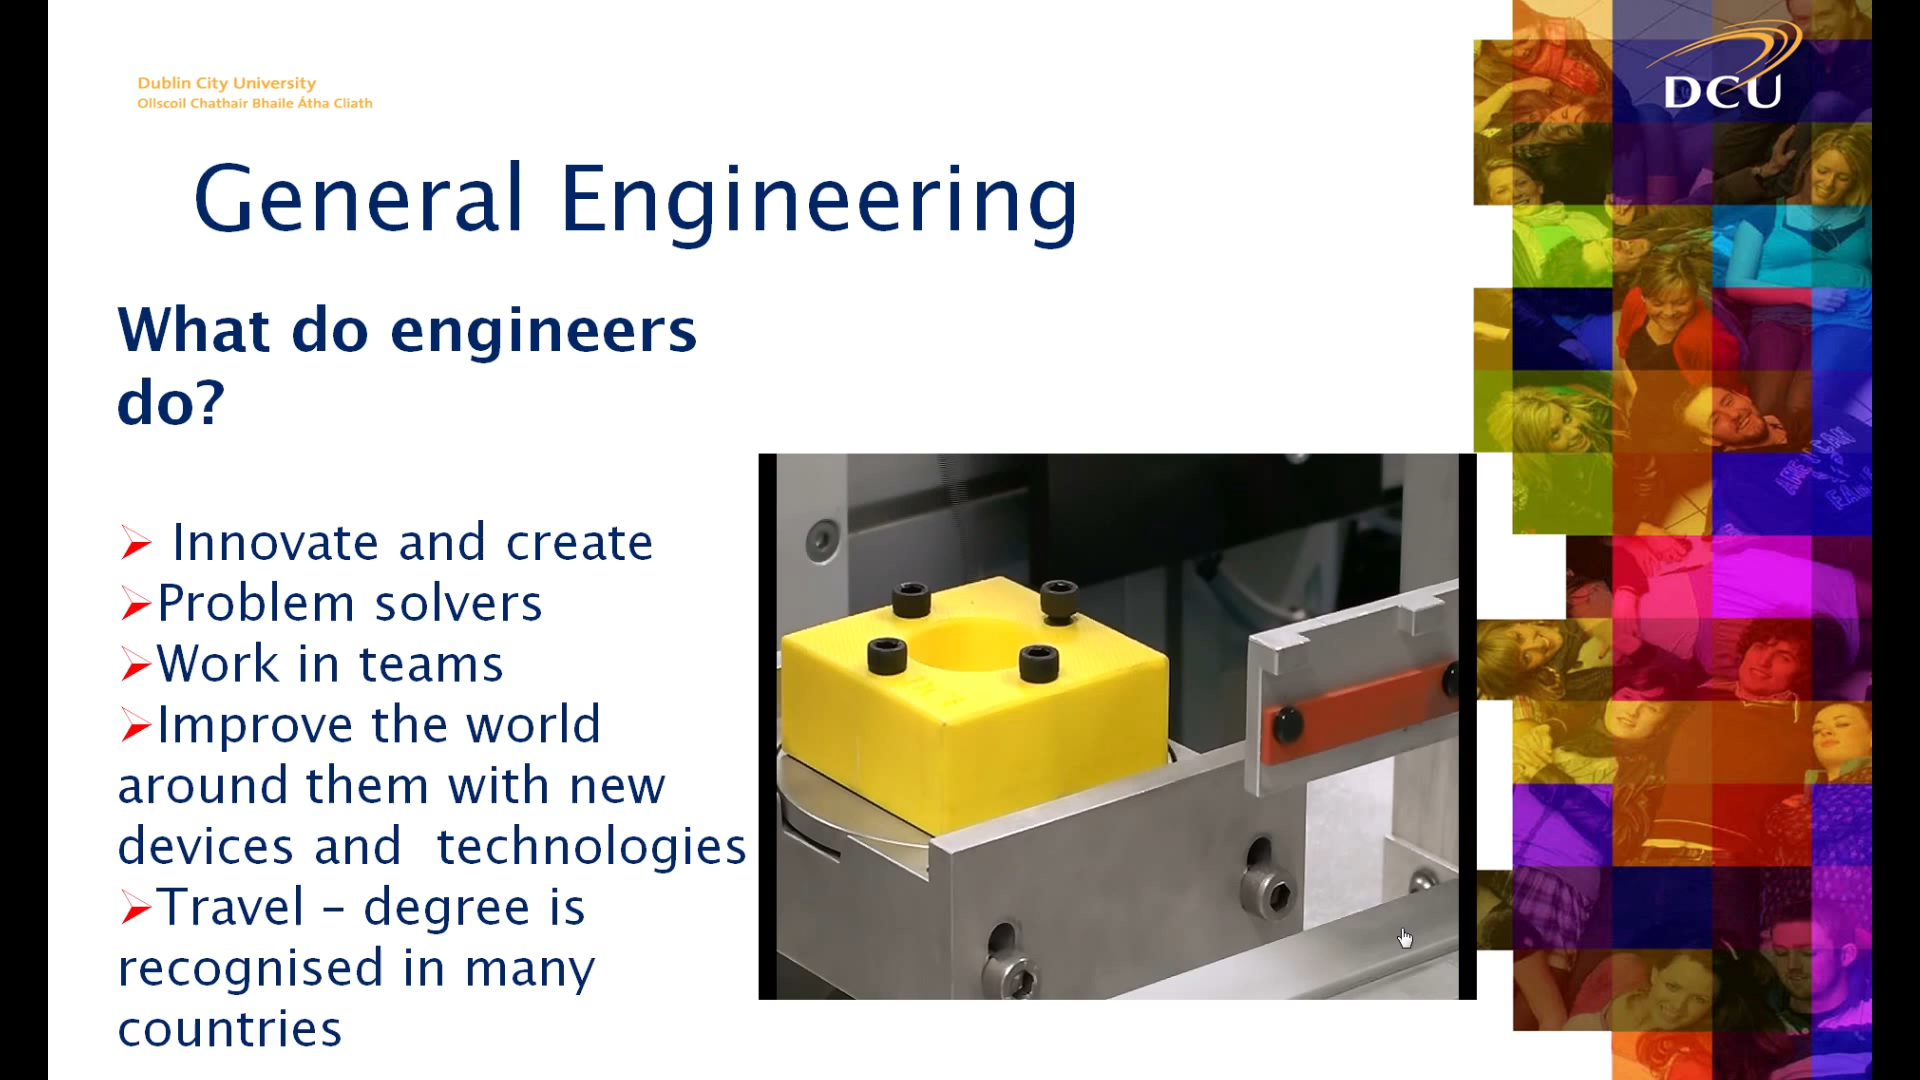 Dublin City University
Ollscoil Chathair Bhaile Átha Cliath
DCU
General Engineering
What do engineers
do?
Innovate and create
Problem solvers
Work in teams
Improve the world
around them with new
devices and technologies
Travel – degree is
recognised in many
countries